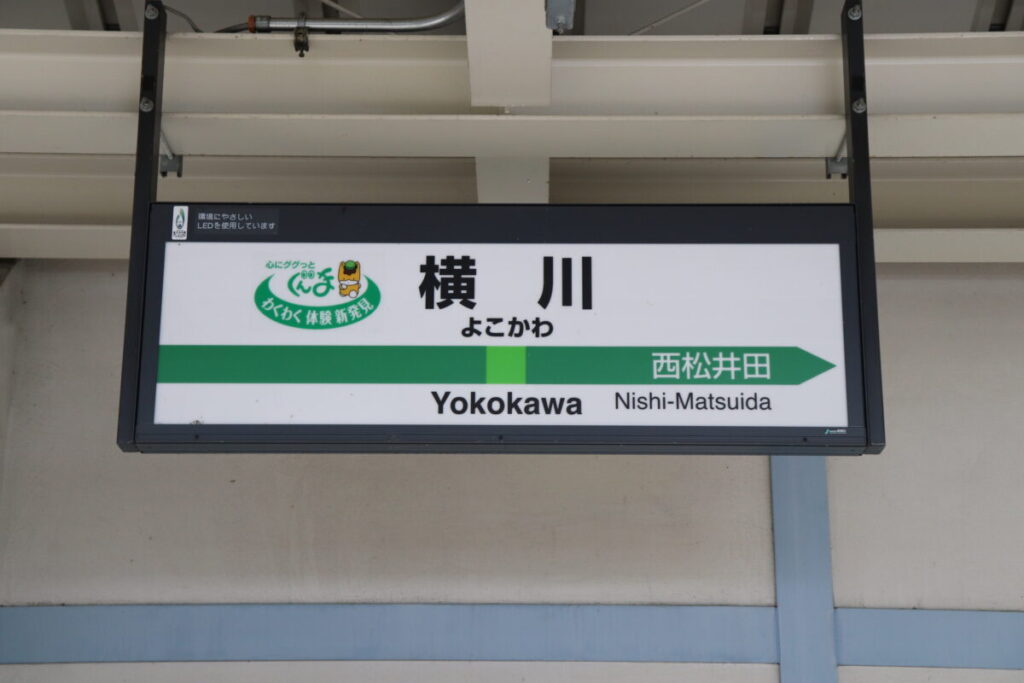 環境にやさしい
LEDを使用しています
心にググっと
ぐんま
わくわく 体験 新発見
横川
よこかわ
西松井田
Yokokawa
Nishi-Matsuida